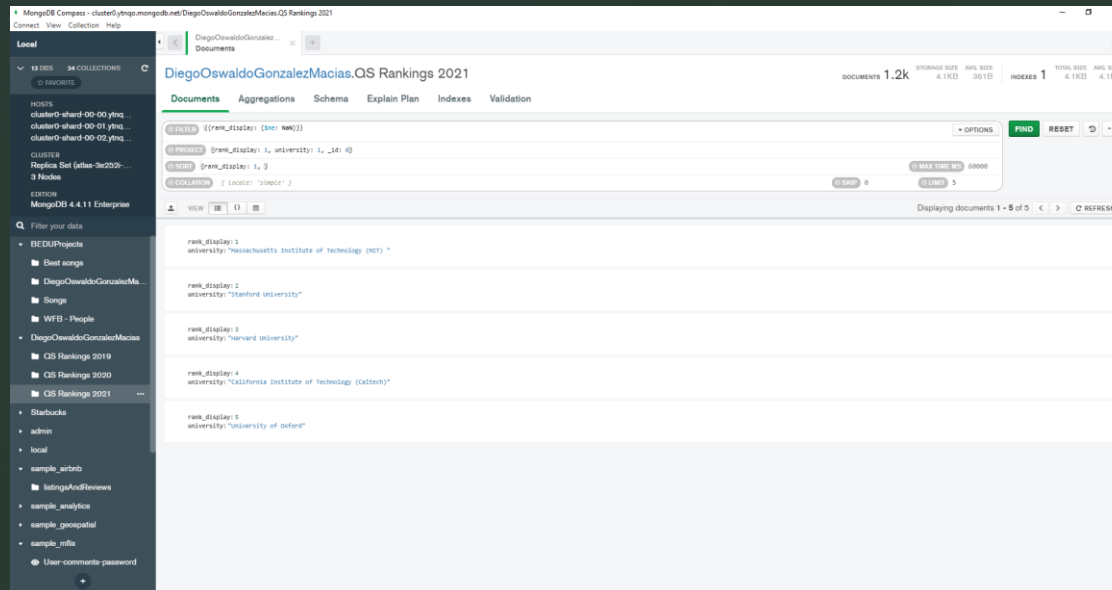 MongoDB Compass - cluster0.ytnqo.mongodb.net/DiegoOswaldoGonzalezMacias.QS Rankings 2021
Connect View Collection Help
Local
DiegoOswaldoGonzalez...
Documents
13 DBS 34 COLLECTIONS
FAVORITE
HOSTS
cluster0-shard-00-00.ytnq...
cluster0-shard-00-01.ytnq...
cluster0-shard-00-02.ytnq...
CLUSTER
Replica Set (atlas-3e252i-...
3 Nodes
EDITION
MongoDB 4.4.11 Enterprise
Filter your data
BEDUProjects
Best songs
DiegoOswaldoGonzalezMa...
Songs
WFB - People
DiegoOswaldoGonzalezMacias
QS Rankings 2019
QS Rankings 2020
QS Rankings 2021
Starbucks
admin
local
sample_airbnb
listingsAndReviews
sample_analytics
sample_geospatial
sample_mflix
User-comments-password
DiegoOswaldoGonzalezMacias.QS Rankings 2021
DOCUMENTS 1.2k STORAGE SIZE 4.1KB AVG. SIZE 361B INDEXES 1 TOTAL SIZE 4.1KB
Documents Aggregations Schema Explain Plan Indexes Validation
FILTER {{rank_display: {$ne: NaN}}}
OPTIONS FIND RESET
PROJECT {rank_display: 1, university: 1, _id: 0}
SORT {rank_display: 1, }
MAX TIME MS 60000
COLLATION { locale: 'simple' }
SKIP 0 LIMIT 5
VIEW
Displaying documents 1 - 5 of 5 < > REFRESH
rank_display: 1
university: "Massachusetts Institute of Technology (MIT) "
rank_display: 2
university: "Stanford University"
rank_display: 3
university: "Harvard University"
rank_display: 4
university: "California Institute of Technology (Caltech)"
rank_display: 5
university: "University of Oxford"